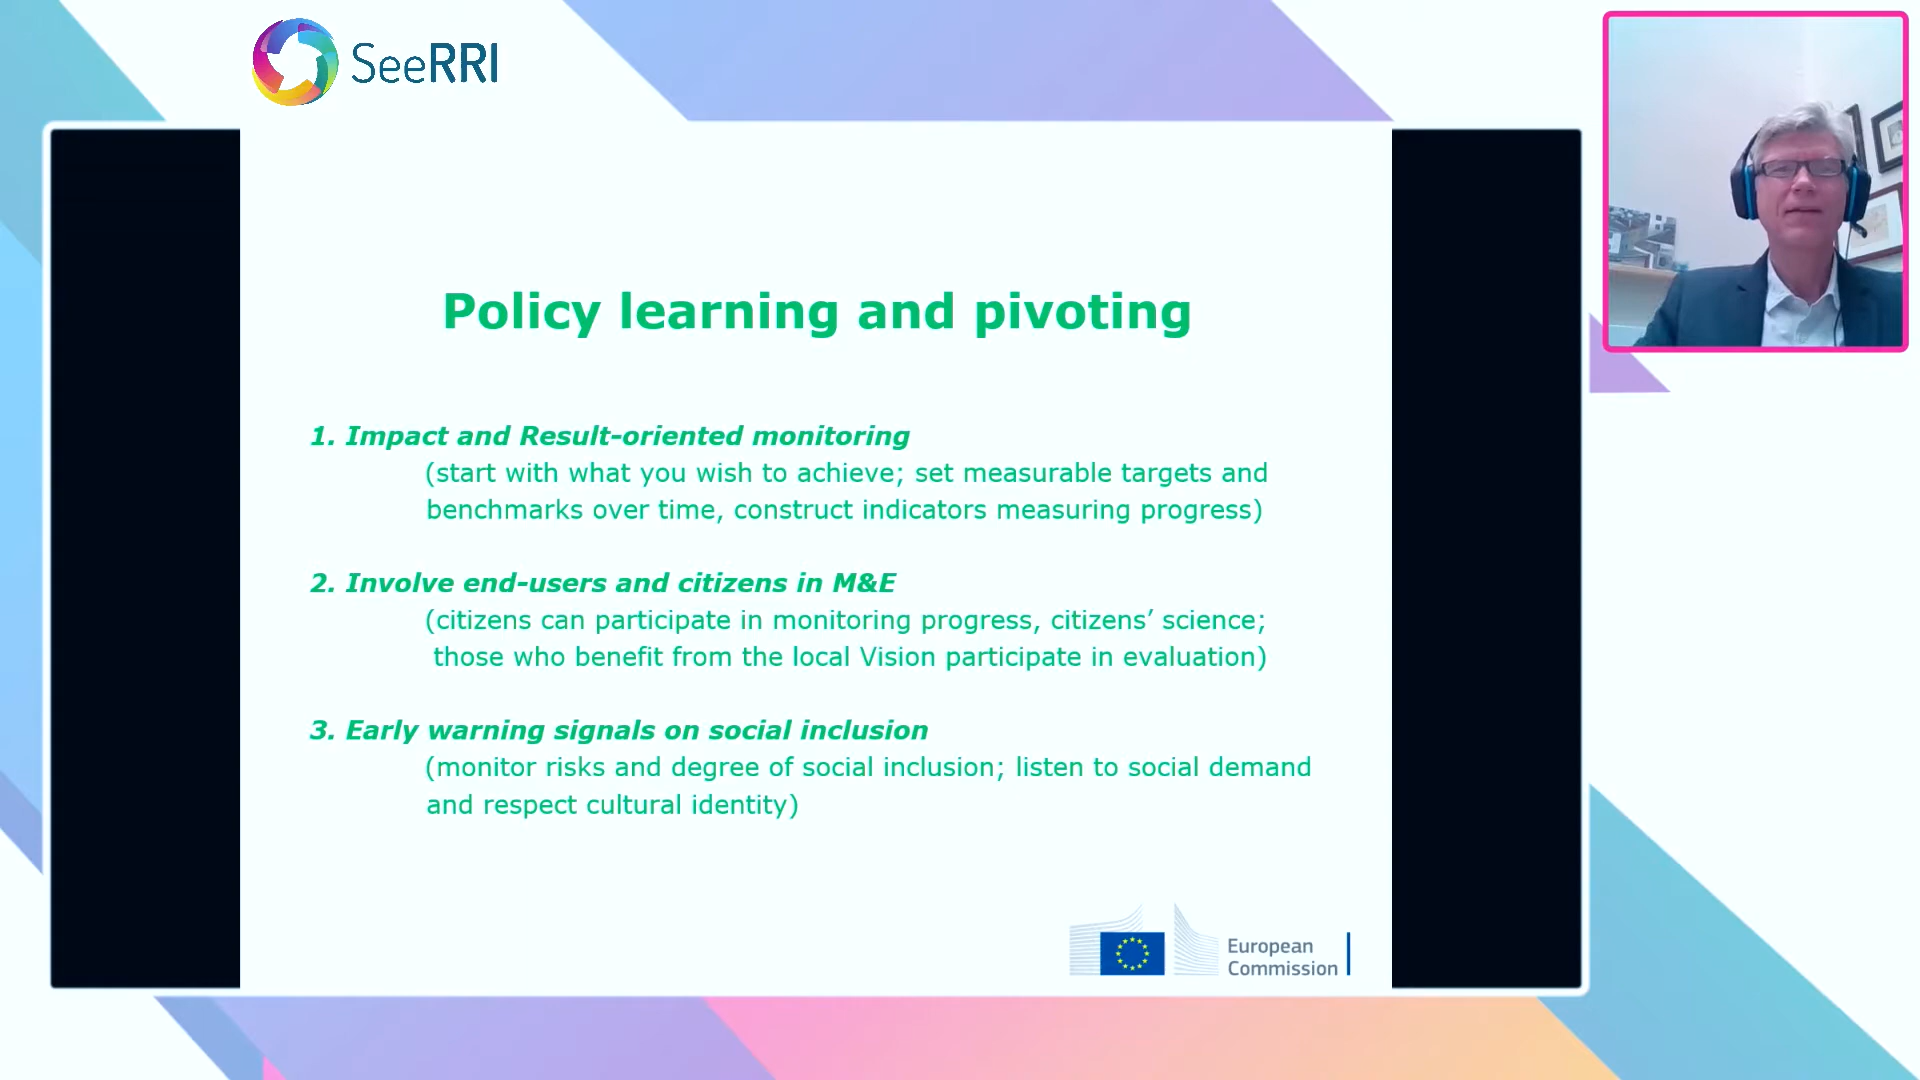 SeeRRI
Policy learning and pivoting
1. Impact and Result-oriented monitoring
(start with what you wish to achieve; set measurable targets and
benchmarks over time, construct indicators measuring progress)
2. Involve end-users and citizens in M&E
(citizens can participate in monitoring progress, citizens’ science;
those who benefit from the local Vision participate in evaluation)
3. Early warning signals on social inclusion
(monitor risks and degree of social inclusion; listen to social demand
and respect cultural identity)
European
Commission